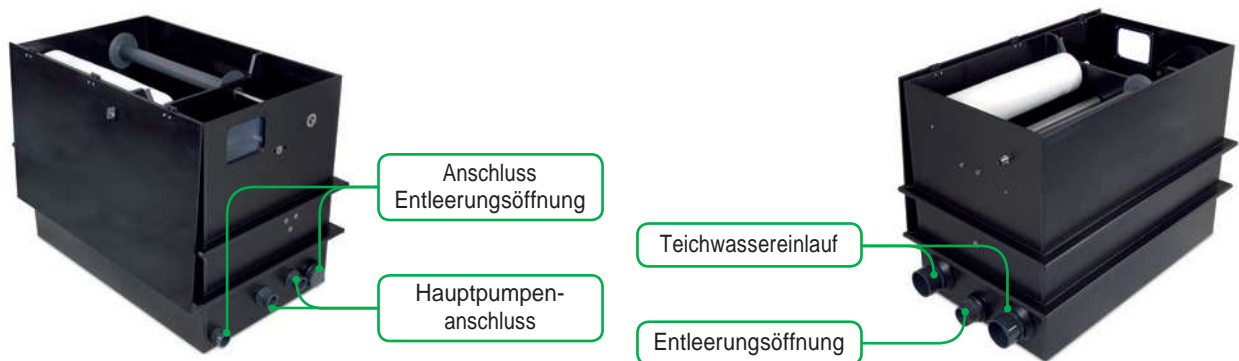 Anschluss
Entleerungsöffnung
Hauptpumpen-
anschluss
Teichwassereinlauf
Entleerungsöffnung